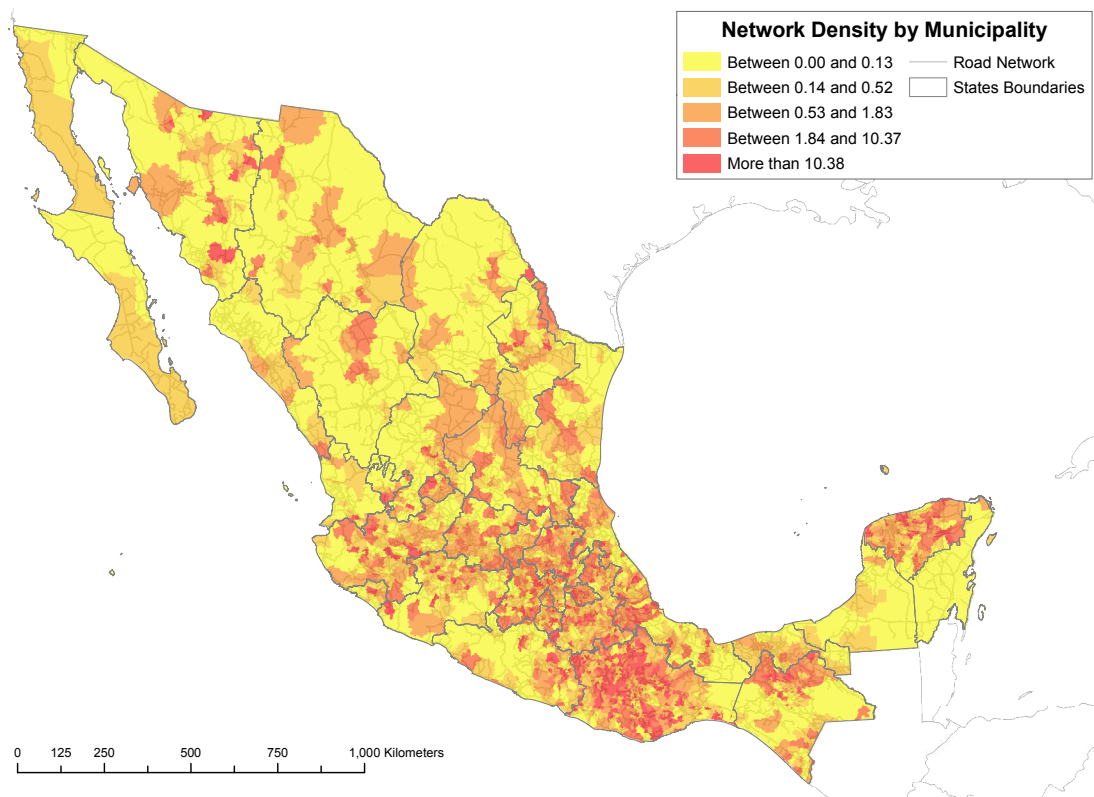 Network Density by Municipality
Between 0.00 and 0.13
Road Network
Between 0.14 and 0.52
States Boundaries
Between 0.53 and 1.83
Between 1.84 and 10.37
More than 10.38
0 125 250 500 750 1,000 Kilometers